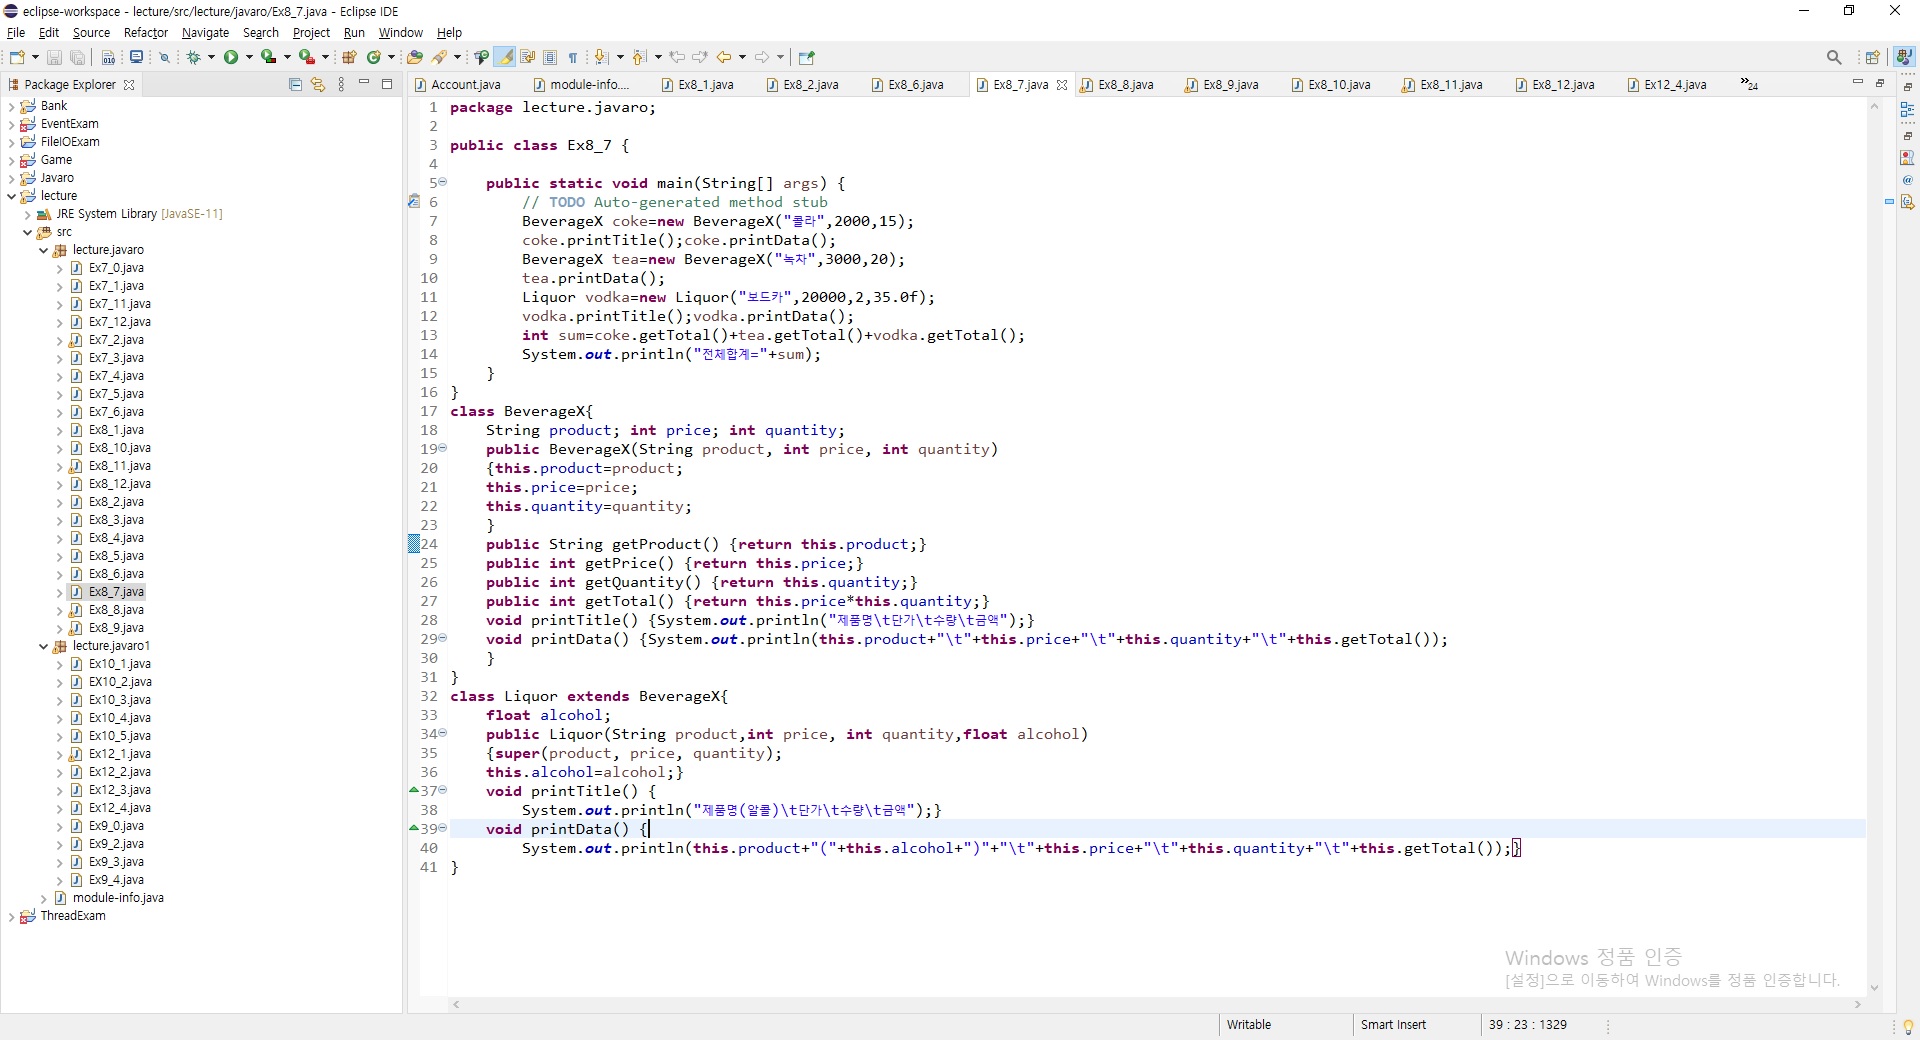 eclipse-workspace - lecture/src/lecture/javaro/Ex8_7.java - Eclipse IDE
File Edit Source Refactor Navigate Search Project Run Window Help
Package Explorer
Bank
EventExam
FileIOExam
Game
Javaro
lecture
JRE System Library [JavaSE-11]
src
lecture.javaro
Ex7_0.java
Ex7_1.java
Ex7_11.java
Ex7_12.java
Ex7_2.java
Ex7_3.java
Ex7_4.java
Ex7_5.java
Ex7_6.java
Ex8_1.java
Ex8_10.java
Ex8_11.java
Ex8_12.java
Ex8_2.java
Ex8_3.java
Ex8_4.java
Ex8_5.java
Ex8_6.java
Ex8_7.java
Ex8_8.java
Ex8_9.java
lecture.javaro1
Ex10_1.java
EX10_2.java
Ex10_3.java
Ex10_4.java
Ex10_5.java
Ex12_1.java
Ex12_2.java
Ex12_3.java
Ex12_4.java
Ex9_0.java
Ex9_2.java
Ex9_3.java
Ex9_4.java
module-info.java
ThreadExam
Account.java module-info.... Ex8_1.java Ex8_2.java Ex8_6.java Ex8_7.java Ex8_8.java Ex8_9.java Ex8_10.java Ex8_11.java Ex8_12.java Ex12_4.java »24
1 package lecture.javaro;
2
3 public class Ex8_7 {
4
5 public static void main(String[] args) {
6 // TODO Auto-generated method stub
7 BeverageX coke=new BeverageX("콜라",2000,15);
8 coke.printTitle();coke.printData();
9 BeverageX tea=new BeverageX("녹차",3000,20);
10 tea.printData();
11 Liquor vodka=new Liquor("보드카",20000,2,35.0f);
12 vodka.printTitle();vodka.printData();
13 int sum=coke.getTotal()+tea.getTotal()+vodka.getTotal();
14 System.out.println("전체합계="+sum);
15 }
16 }
17 class BeverageX{
18 String product; int price; int quantity;
19 public BeverageX(String product, int price, int quantity)
20 {this.product=product;
21 this.price=price;
22 this.quantity=quantity;
23 }
24 public String getProduct() {return this.product;}
25 public int getPrice() {return this.price;}
26 public int getQuantity() {return this.quantity;}
27 public int getTotal() {return this.price*this.quantity;}
28 void printTitle() {System.out.println("제품명\t단가\t수량\t금액");}
29 void printData() {System.out.println(this.product+"\t"+this.price+"\t"+this.quantity+"\t"+this.getTotal());
30 }
31 }
32 class Liquor extends BeverageX{
33 float alcohol;
34 public Liquor(String product,int price, int quantity,float alcohol)
35 {super(product, price, quantity);
36 this.alcohol=alcohol;}
37 void printTitle() {
38 System.out.println("제품명(알콜)\t단가\t수량\t금액");}
39 void printData() {
40 System.out.println(this.product+"("+this.alcohol+")"+"\t"+this.price+"\t"+this.quantity+"\t"+this.getTotal());}
41 }
Windows 정품 인증
[설정]으로 이동하여 Windows를 정품 인증합니다.
Writable Smart Insert 39 : 23 : 1329